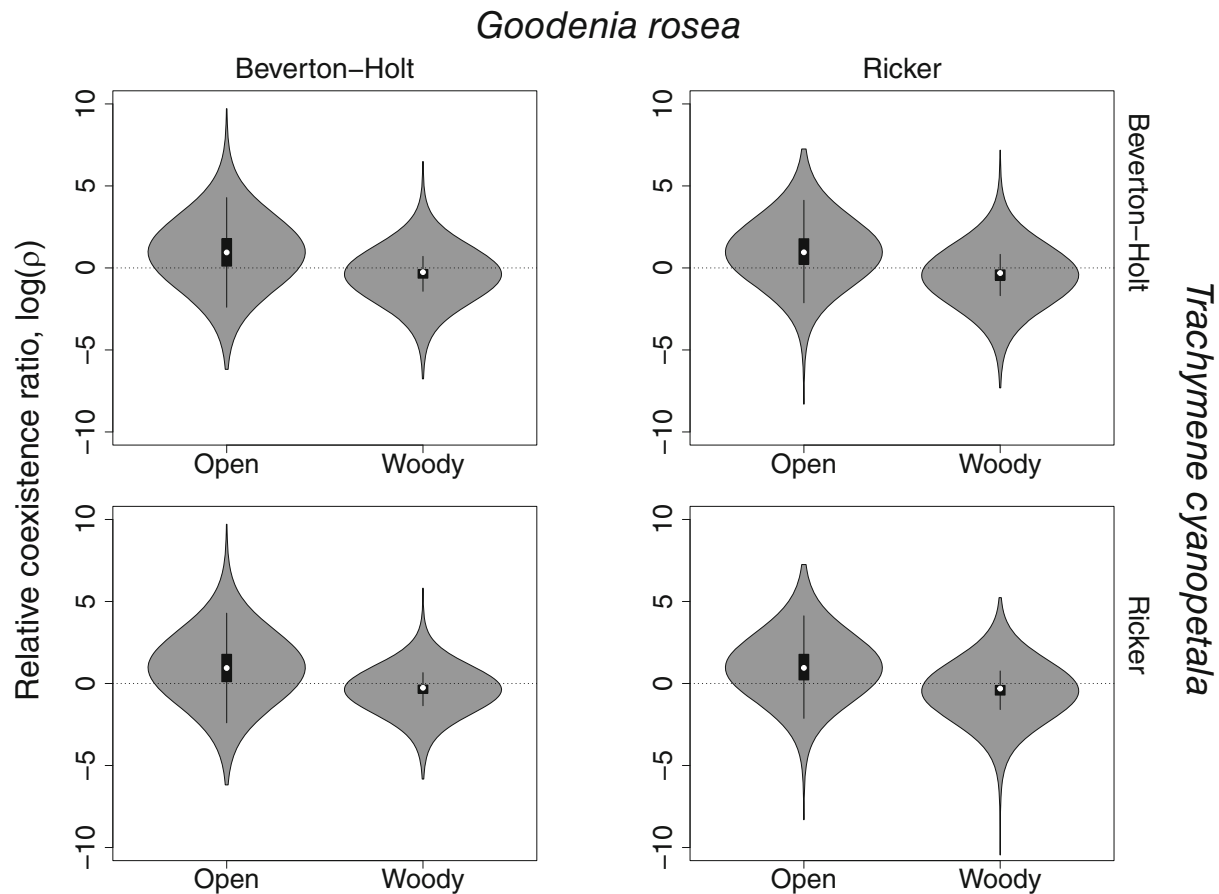 Goodenia rosea
Beverton–Holt
Ricker
Relative coexistence ratio, log(ρ)
10
5
0
−5
−10
Open
Woody
10
5
0
−5
−10
Open
Woody
Beverton–Holt
Trachymene cyanopetala
10
5
0
−5
−10
Open
Woody
10
5
0
−5
−10
Open
Woody
Ricker